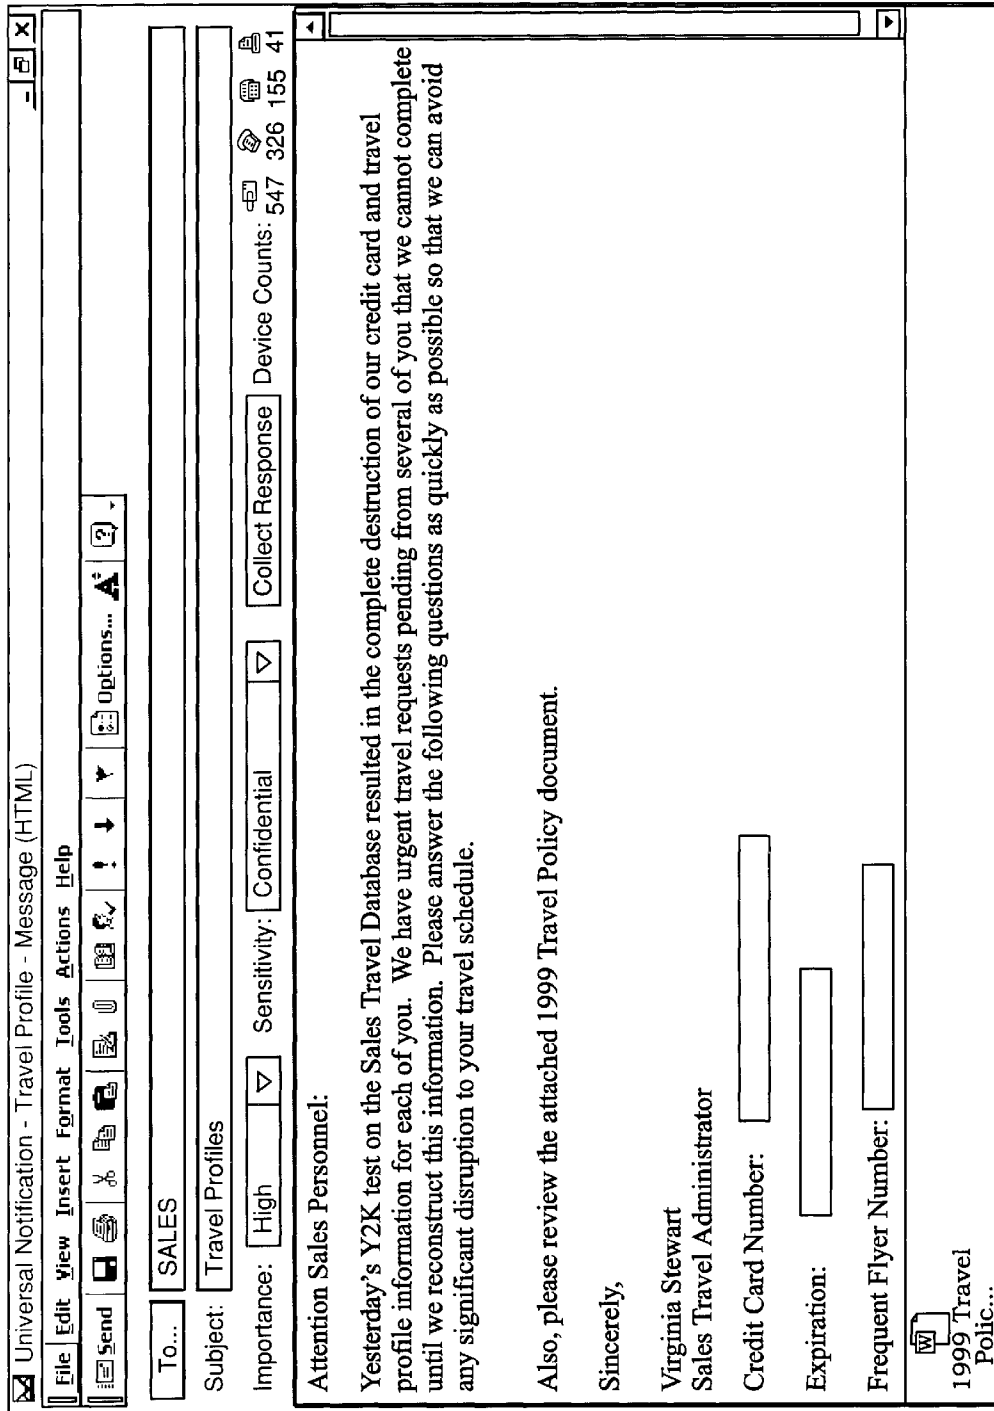 Universal Notification - Travel Profile - Message (HTML)
File Edit View Insert Format Tools Actions Help
Send Options...
To... SALES
Subject: Travel Profiles
Importance: High Sensitivity: Confidential Collect Response Device Counts: 547 326 155 41
Attention Sales Personnel:
Yesterday's Y2K test on the Sales Travel Database resulted in the complete destruction of our credit card and travel
profile information for each of you. We have urgent travel requests pending from several of you that we cannot complete
until we reconstruct this information. Please answer the following questions as quickly as possible so that we can avoid
any significant disruption to your travel schedule.
Also, please review the attached 1999 Travel Policy document.
Sincerely,
Virginia Stewart
Sales Travel Administrator
Credit Card Number:
Expiration:
Frequent Flyer Number:
W
1999 Travel
Polic...